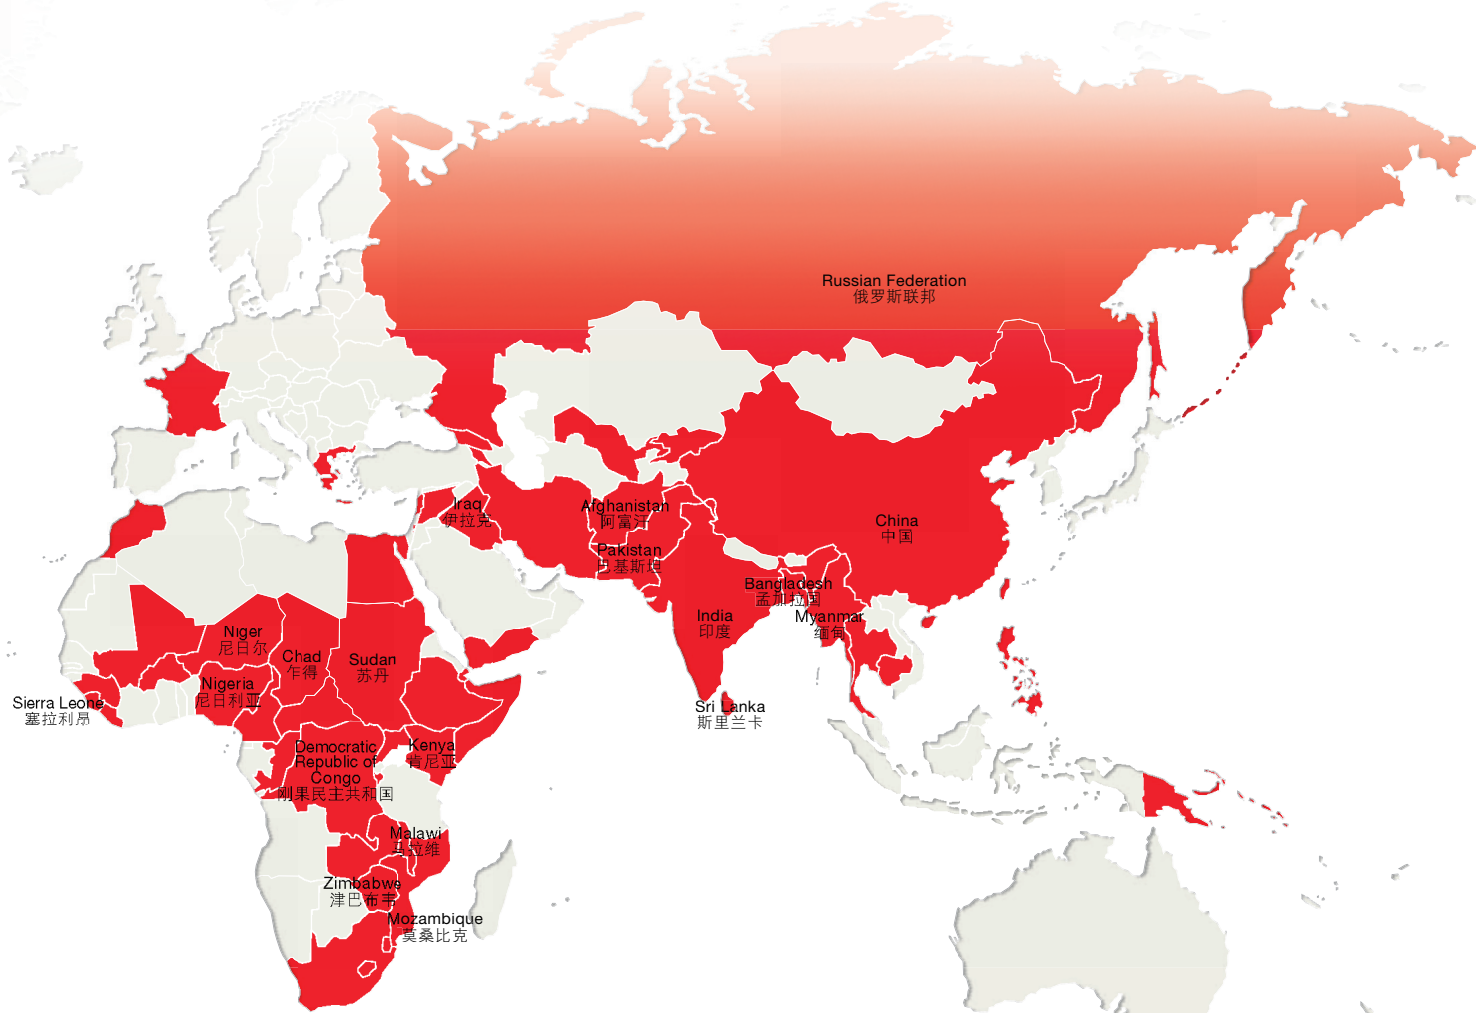 Russian Federation
俄罗斯联邦
Iraq
伊拉克
Afghanistan
阿富汗
China
中国
Pakistan
巴基斯坦
Bangladesh
孟加拉国
India
印度
Myanmar
缅甸
Niger
尼日尔
Chad
乍得
Sudan
苏丹
Nigeria
尼日利亚
Sierra Leone
塞拉利昂
Sri Lanka
斯里兰卡
Democratic
Republic of
Congo
刚果民主共和国
Kenya
肯尼亚
Malawi
马拉维
Zimbabwe
津巴布韦
Mozambique
莫桑比克